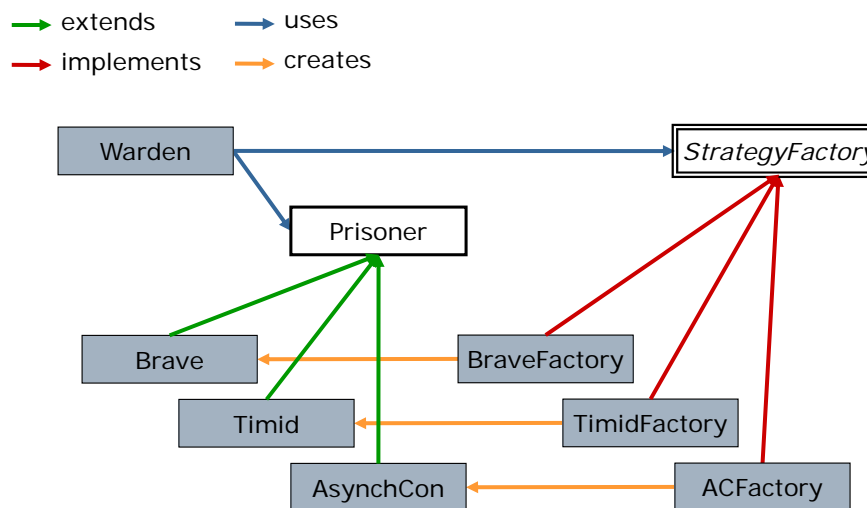 extends
uses
implements
creates
Warden
StrategyFactory
Prisoner
Brave
BraveFactory
Timid
TimidFactory
AsynchCon
ACFactory